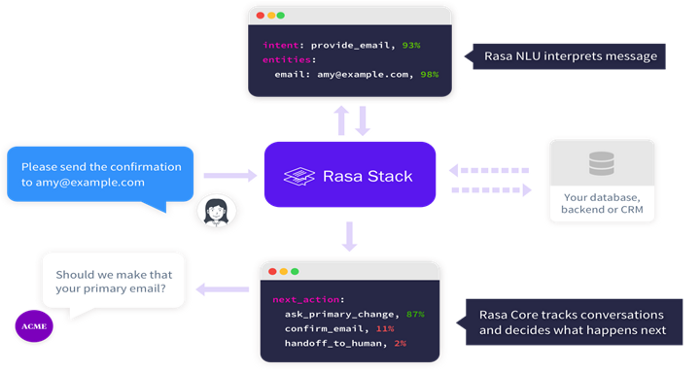 intent: provide_email, 93%
entities:
email: amy@example.com, 98%
Rasa NLU interprets message
Please send the confirmation
to amy@example.com
Rasa Stack
Your database,
backend or CRM
Should we make that
your primary email?
ACME
next_action:
ask_primary_change, 87%
confirm_email, 11%
handoff_to_human, 2%
Rasa Core tracks conversations
and decides what happens next